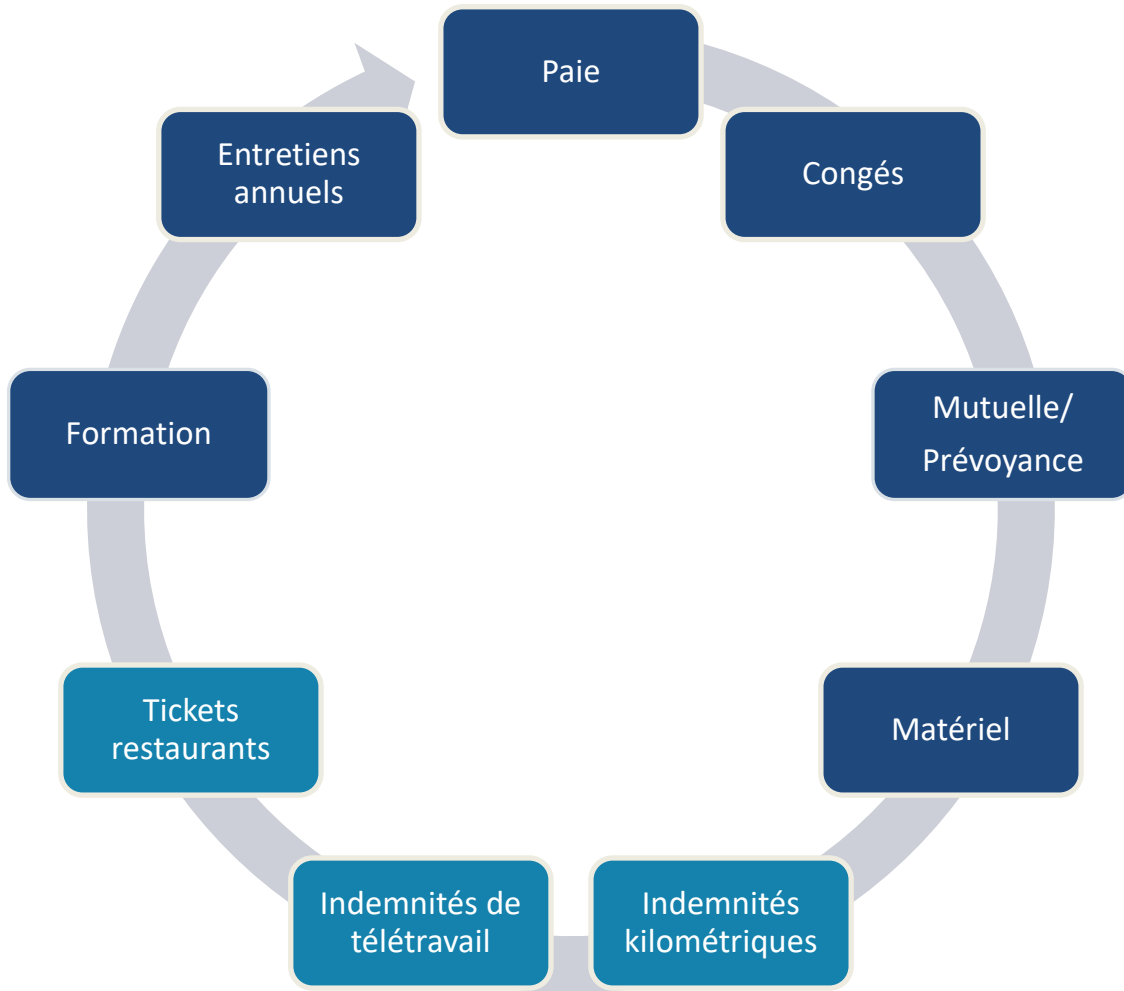 Paie
Congés
Mutuelle/
Prévoyance
Matériel
Indemnités
kilométriques
Indemnités de
télétravail
Tickets
restaurants
Formation
Entretiens
annuels